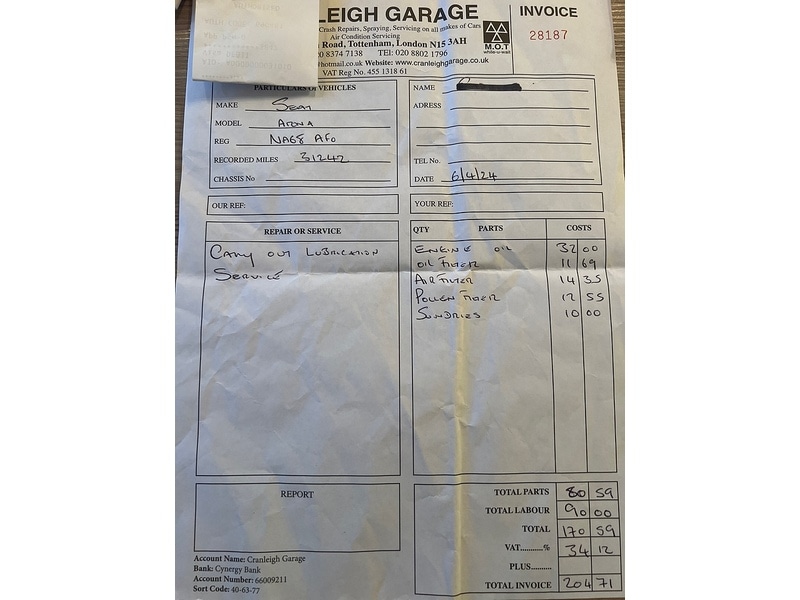 LEIGH GARAGE
Crash Repairs, Spraying, Servicing on all makes of Cars
Air Condition Servicing
Road, Tottenham, London N15 3AH
8374 7138 TEl: 020 8802 1796
hotmail.co.uk Website: www.cranleighgarage.co.uk
VAT Reg No. 455 1318 61
M.O.T
while-u-wait
INVOICE
28187
PARTICULARS of VEHICLES
MAKE SEAT
MODEL ARONA
REG NA68 AFO
RECORDED MILES 31242
CHASSIS No
NAME
ADRESS
TEL No.
DATE 6/4/24
OUR REF:
YOUR REF:
REPAIR OR SERVICE
CARRY OUT LUBRICATION
SERVICE
QTY PARTS COSTS
ENGINE OIL 32 00
OIL FILTER 11 69
AIR FILTER 14 35
POLLEN FILTER 12 55
SUNDRIES 10 00
REPORT
TOTAL PARTS 80 59
TOTAL LABOUR 90 00
TOTAL 170 59
VAT...........% 34 12
PLUS..........
TOTAL INVOICE 204 71
Account Name: Cranleigh Garage
Bank: Cynergy Bank
Account Number: 66009211
Sort Code: 40-63-77